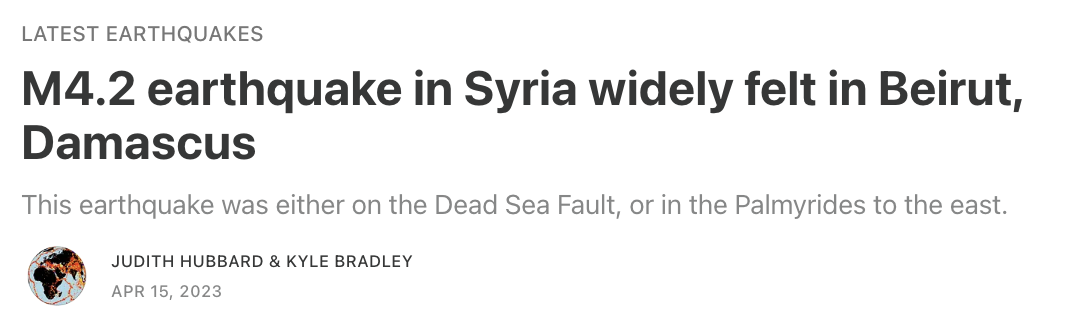 LATEST EARTHQUAKES
M4.2 earthquake in Syria widely felt in Beirut,
Damascus
This earthquake was either on the Dead Sea Fault, or in the Palmyrides to the east.
JUDITH HUBBARD & KYLE BRADLEY
APR 15, 2023